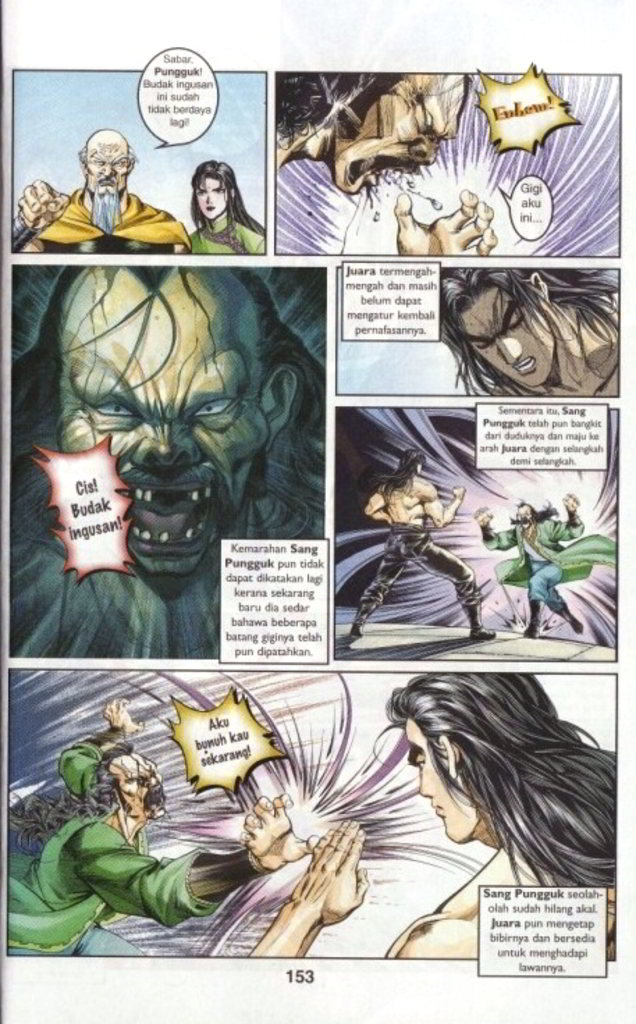 Sabar,
Pungguk!
Budak ingusan
ini sudah
tidak berdaya
lagi!
Euhem!
Gigi
aku
ini...
Cis!
Budak
ingusan!
Kemarahan Sang
Pungguk pun tidak
dapat dikatakan lagi
kerana sekarang
baru dia sedar
bahawa beberapa
batang giginya telah
pun dipatahkan.
Juara termengah-
mengah dan masih
belum dapat
mengatur kembali
pernafasannya.
Sementara itu, Sang
Pungguk telah pun bangkit
dari duduknya dan maju ke
arah Juara dengan selangkah
demi selangkah.
Aku
bunuh kau
sekarang!
Sang Pungguk seolah-
olah sudah hilang akal.
Juara pun mengetap
bibirnya dan bersedia
untuk menghadapi
lawannya.
153